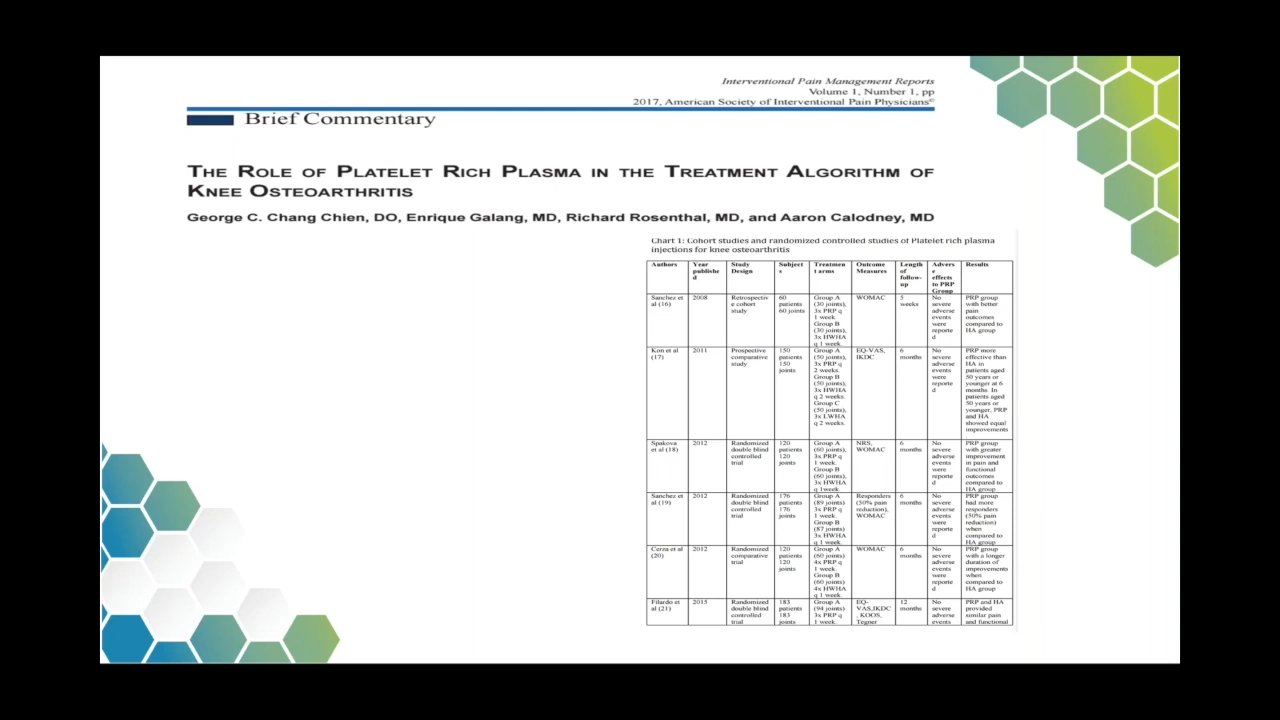 Interventional Pain Management Reports
Volume 1, Number 1, pp
2017, American Society of Interventional Pain Physicians©
Brief Commentary
The Role of Platelet Rich Plasma in the Treatment Algorithm of
Knee Osteoarthritis
George C. Chang Chien, DO, Enrique Galang, MD, Richard Rosenthal, MD, and Aaron Calodney, MD
Chart 1: Cohort studies and randomized controlled studies of Platelet rich plasma
injections for knee osteoarthritis
Authors
Year
publishe
d
Study
Design
Subject
s
Treatmen
t arms
Outcome
Measures
Length
of
follow-
up
Advers
e
effects
to PRP
Group
Results
Sanchez et
al (16)
2008
Retrospectiv
e cohort
study
60
patients
60 joints
Group A
(30 joints),
3x PRP q
1 week.
Group B
(30 joints),
3x HWHA
q 1 week.
WOMAC
5
weeks
No
severe
adverse
events
were
reporte
d
PRP group
with better
pain
outcomes
compared to
HA group
Kon et al
(17)
2011
Prospective
comparative
study
150
patients
150
joints
Group A
(50 joints),
3x PRP q
2 weeks.
Group B
(50 joints),
3x HWHA
q 2 weeks.
Group C
(50 joints),
3x LWHA
q 2 weeks.
EQ-VAS,
IKDC
6
months
No
severe
adverse
events
were
reporte
d
PRP more
effective than
HA in
patients aged
50 years or
younger at 6
months. In
patients aged
50 years or
younger, PRP
and HA
showed equal
improvements
Spakova
et al (18)
2012
Randomized
double blind
controlled
trial
120
patients
120
joints
Group A
(60 joints),
3x PRP q
1 week.
Group B
(60 joints),
3x HWHA
q 1week.
NRS,
WOMAC
6
months
No
severe
adverse
events
were
reporte
d
PRP group
with greater
improvement
in pain and
functional
outcomes
compared to
HA group
Sanchez et
al (19)
2012
Randomized
double blind
controlled
trial
176
patients
176
joints
Group A
(89 joints)
3x PRP q
1 week.
Group B
(87 joints)
3x HWHA
q 1 week.
Responders
(50% pain
reduction),
WOMAC
6
months
No
severe
adverse
events
were
reporte
d
PRP group
had more
responders
(50% pain
reduction)
when
compared to
HA group
Cerza et al
(20)
2012
Randomized
comparative
trial
120
patients
120
joints
Group A
(60 joints)
4x PRP q
1 week.
Group B
(60 joints)
4x HWHA
q 1 week.
WOMAC
6
months
No
severe
adverse
events
were
reporte
d
PRP group
with a longer
duration of
improvements
when
compared to
HA group
Filardo et
al (21)
2015
Randomized
double blind
controlled
trial
183
patients
183
joints
Group A
(94 joints)
3x PRP q
1 week.
EQ-
VAS,IKDC
, KOOS,
Tegner
12
months
No
severe
adverse
events
PRP and HA
provided
similar pain
and functional